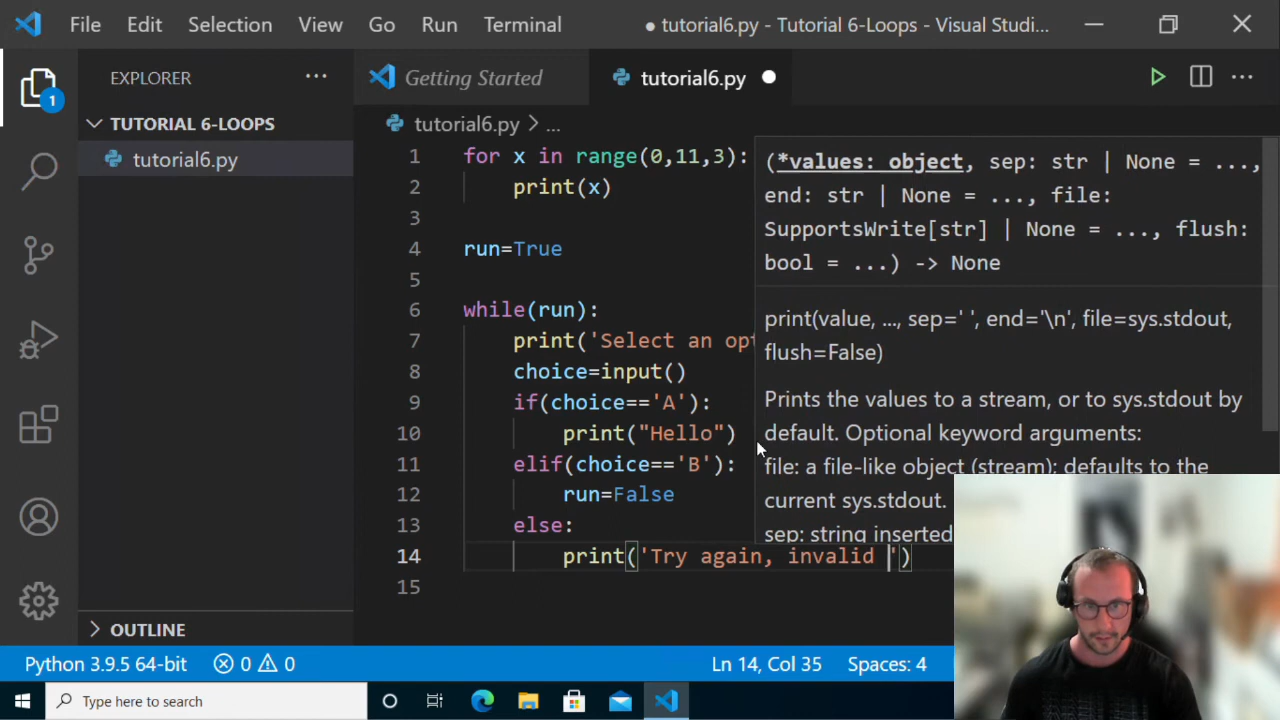 File Edit Selection View Go Run Terminal ● tutorial6.py - Tutorial 6-Loops - Visual Studi...
EXPLORER ...
Getting Started
tutorial6.py
1
TUTORIAL 6-LOOPS
tutorial6.py
tutorial6.py > ...
1 for x in range(0,11,3):
2 print(x)
3
4 run=True
5
6 while(run):
7 print('Select an opt
8 choice=input()
9 if(choice=='A'):
10 print("Hello")
11 elif(choice=='B'):
12 run=False
13 else:
14 print('Try again, invalid ')
15
(*values: object, sep: str | None = ...,
end: str | None = ..., file:
SupportsWrite[str] | None = ..., flush:
bool = ...) -> None
print(value, ..., sep=' ', end='\n', file=sys.stdout,
flush=False)
Prints the values to a stream, or to sys.stdout by
default. Optional keyword arguments:
file: a file-like object (stream); defaults to the
current sys.stdout.
sep: string inserted
OUTLINE
Python 3.9.5 64-bit 0 0 Ln 14, Col 35 Spaces: 4
Type here to search